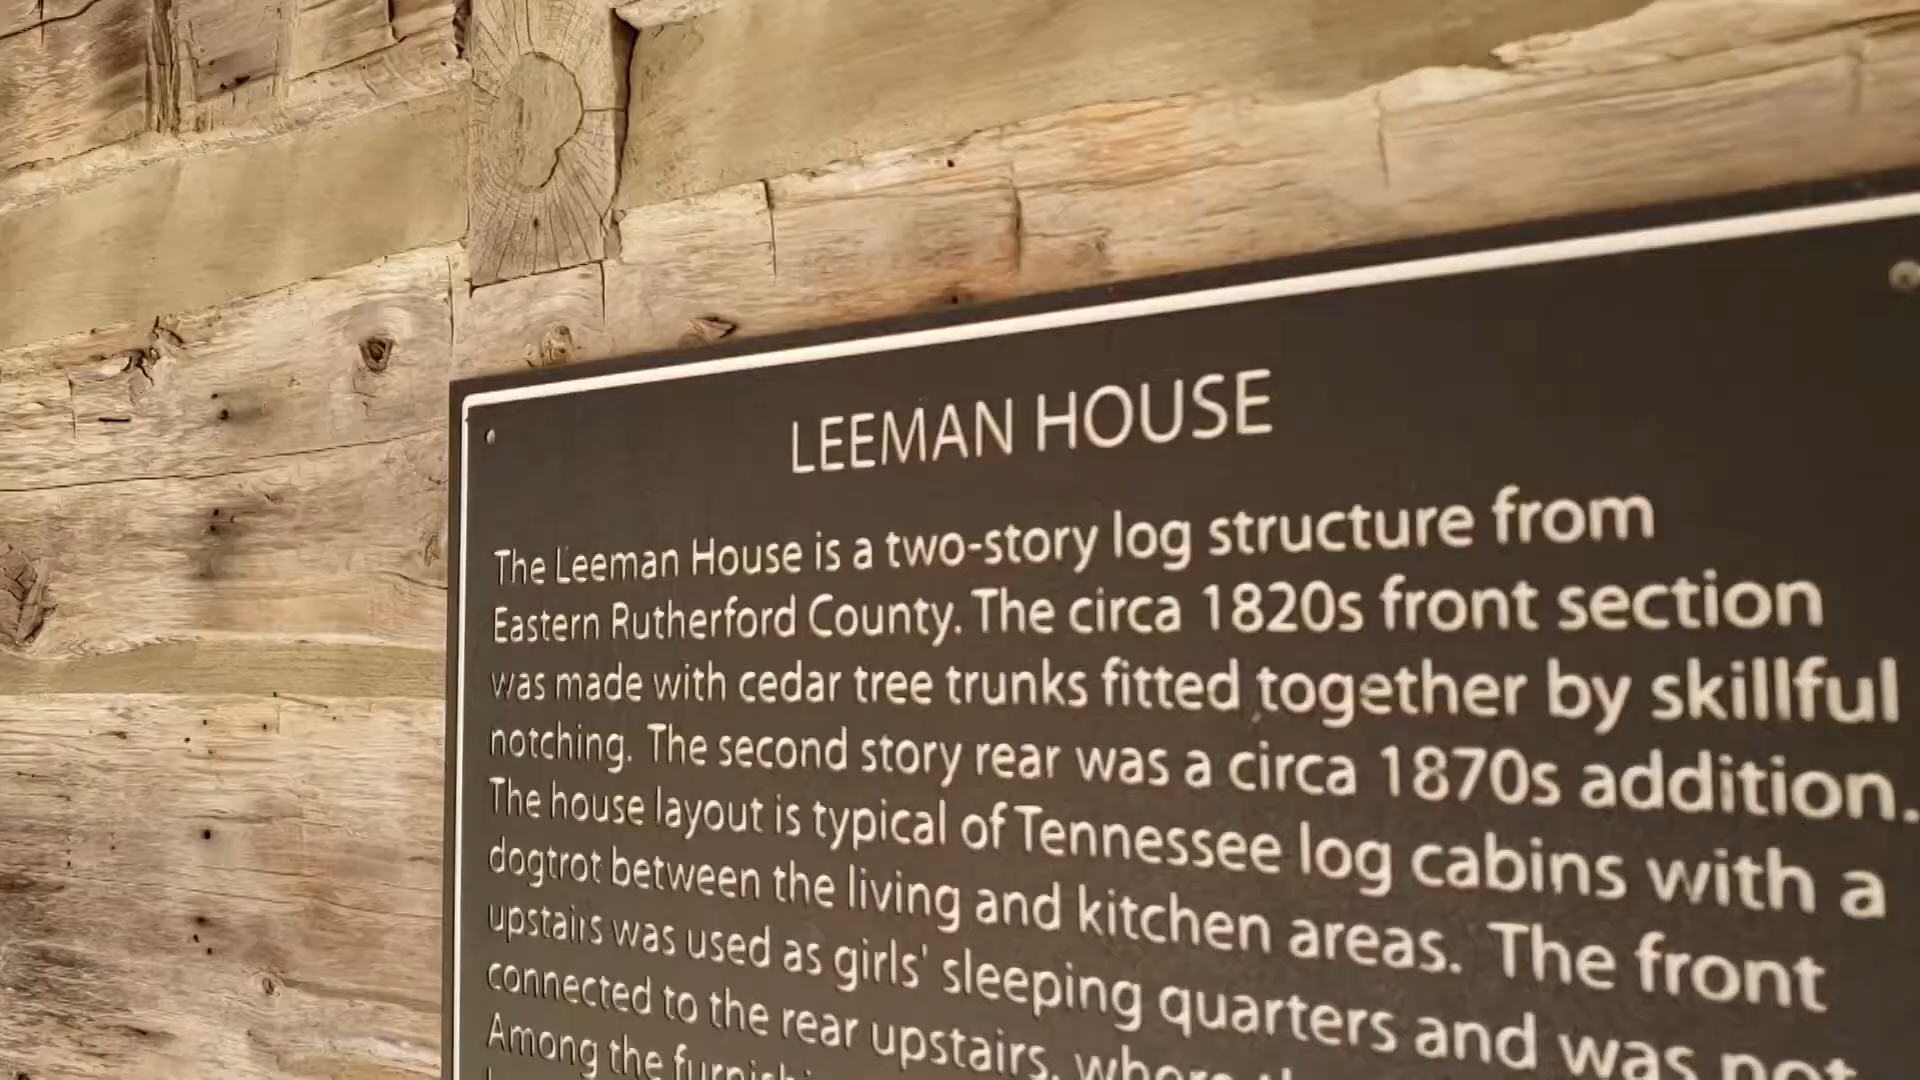 LEEMAN HOUSE
The Leeman House is a two-story log structure from
Eastern Rutherford County. The circa 1820s front section
was made with cedar tree trunks fitted together by skillful
notching. The second story rear was a circa 1870s addition.
The house layout is typical of Tennessee log cabins with a
dogtrot between the living and kitchen areas. The front
upstairs was used as girls' sleeping quarters and was not
connected to the rear upstairs, where
Among the